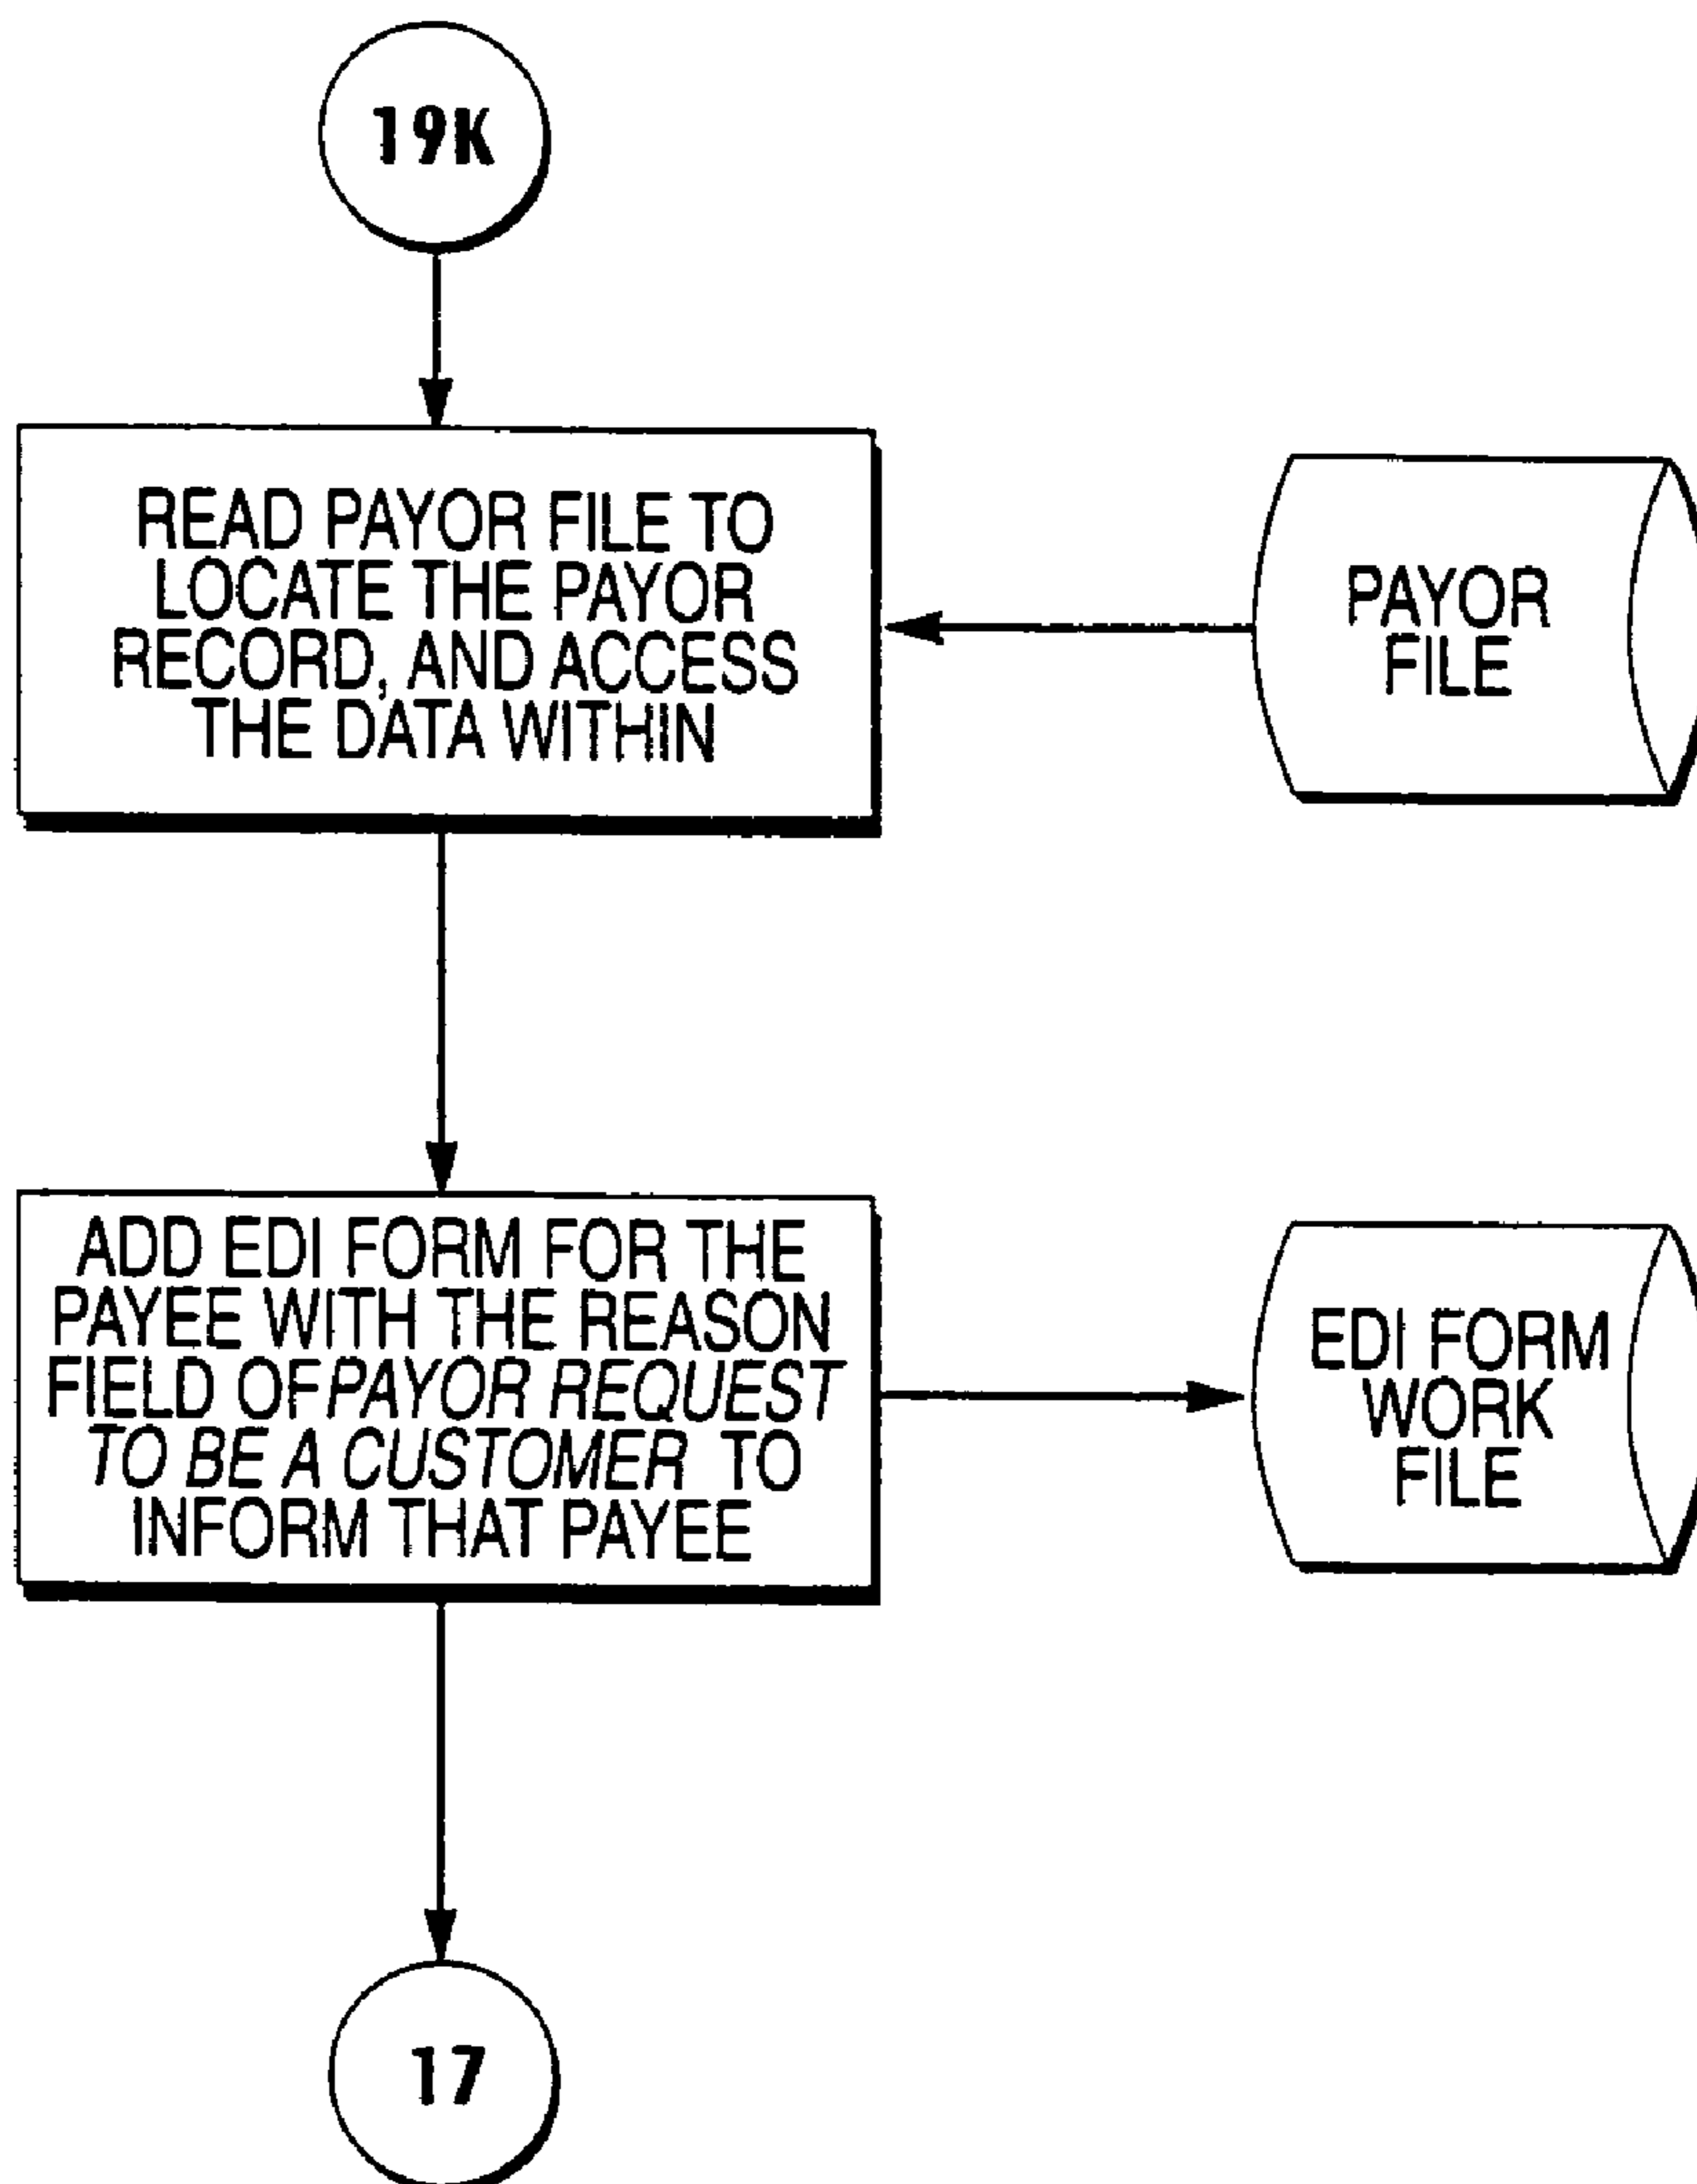 19K
READ PAYOR FILE TO
LOCATE THE PAYOR
RECORD, AND ACCESS
THE DATA WITHIN
PAYOR
FILE
ADD EDI FORM FOR THE
PAYEE WITH THE REASON
FIELD OF PAYOR REQUEST
TO BE A CUSTOMER TO
INFORM THAT PAYEE
EDI FORM
WORK
FILE
17